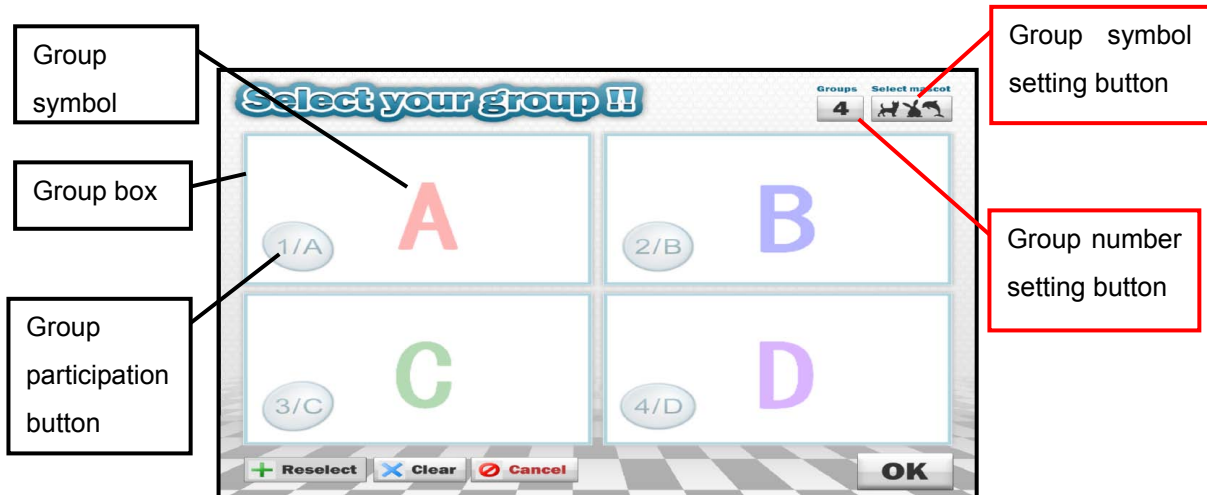 Group
symbol
Group box
Group
participation
button
Select your group !!
Groups
4
Select mascot
A
1/A
B
2/B
C
3/C
D
4/D
Reselect
Clear
Cancel
OK
Group symbol
setting button
Group number
setting button